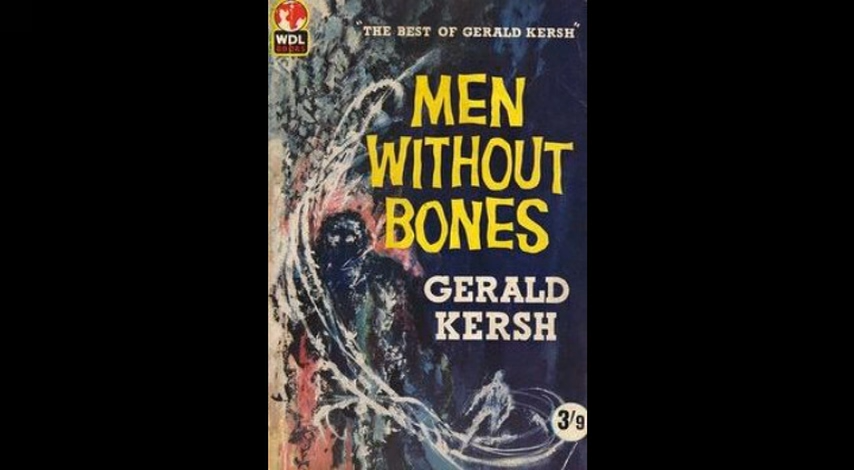 WDL
BOOKS
"THE BEST OF GERALD KERSH"
MEN
WITHOUT
BONES
GERALD
KERSH
3/9